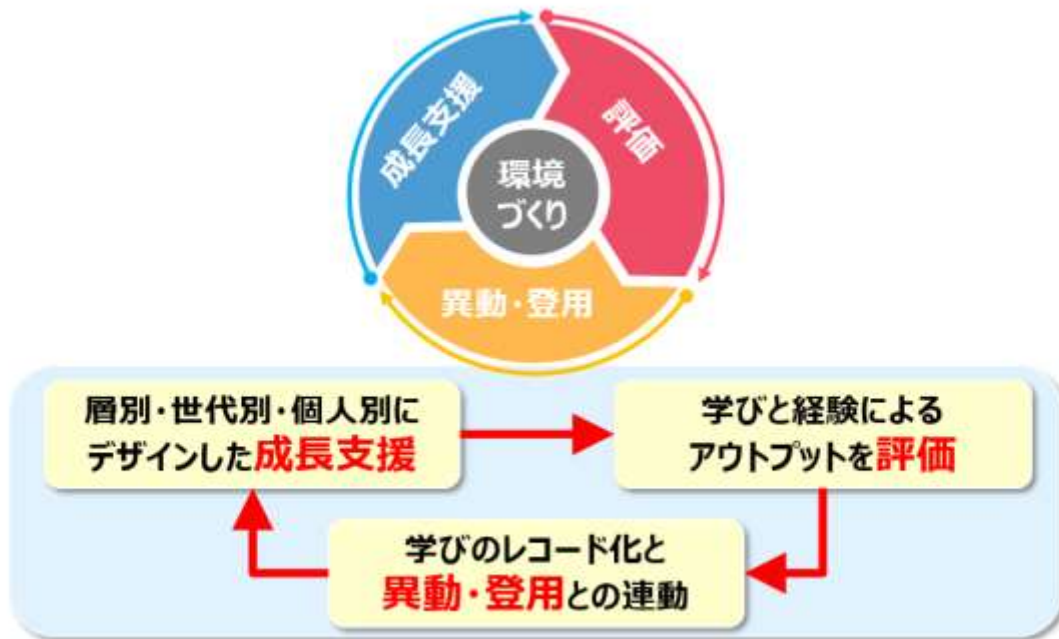 成長支援
評価
環境
づくり
異動・登用
層別・世代別・個人別に
デザインした成長支援
学びと経験による
アウトプットを評価
学びのレコード化と
異動・登用との連動